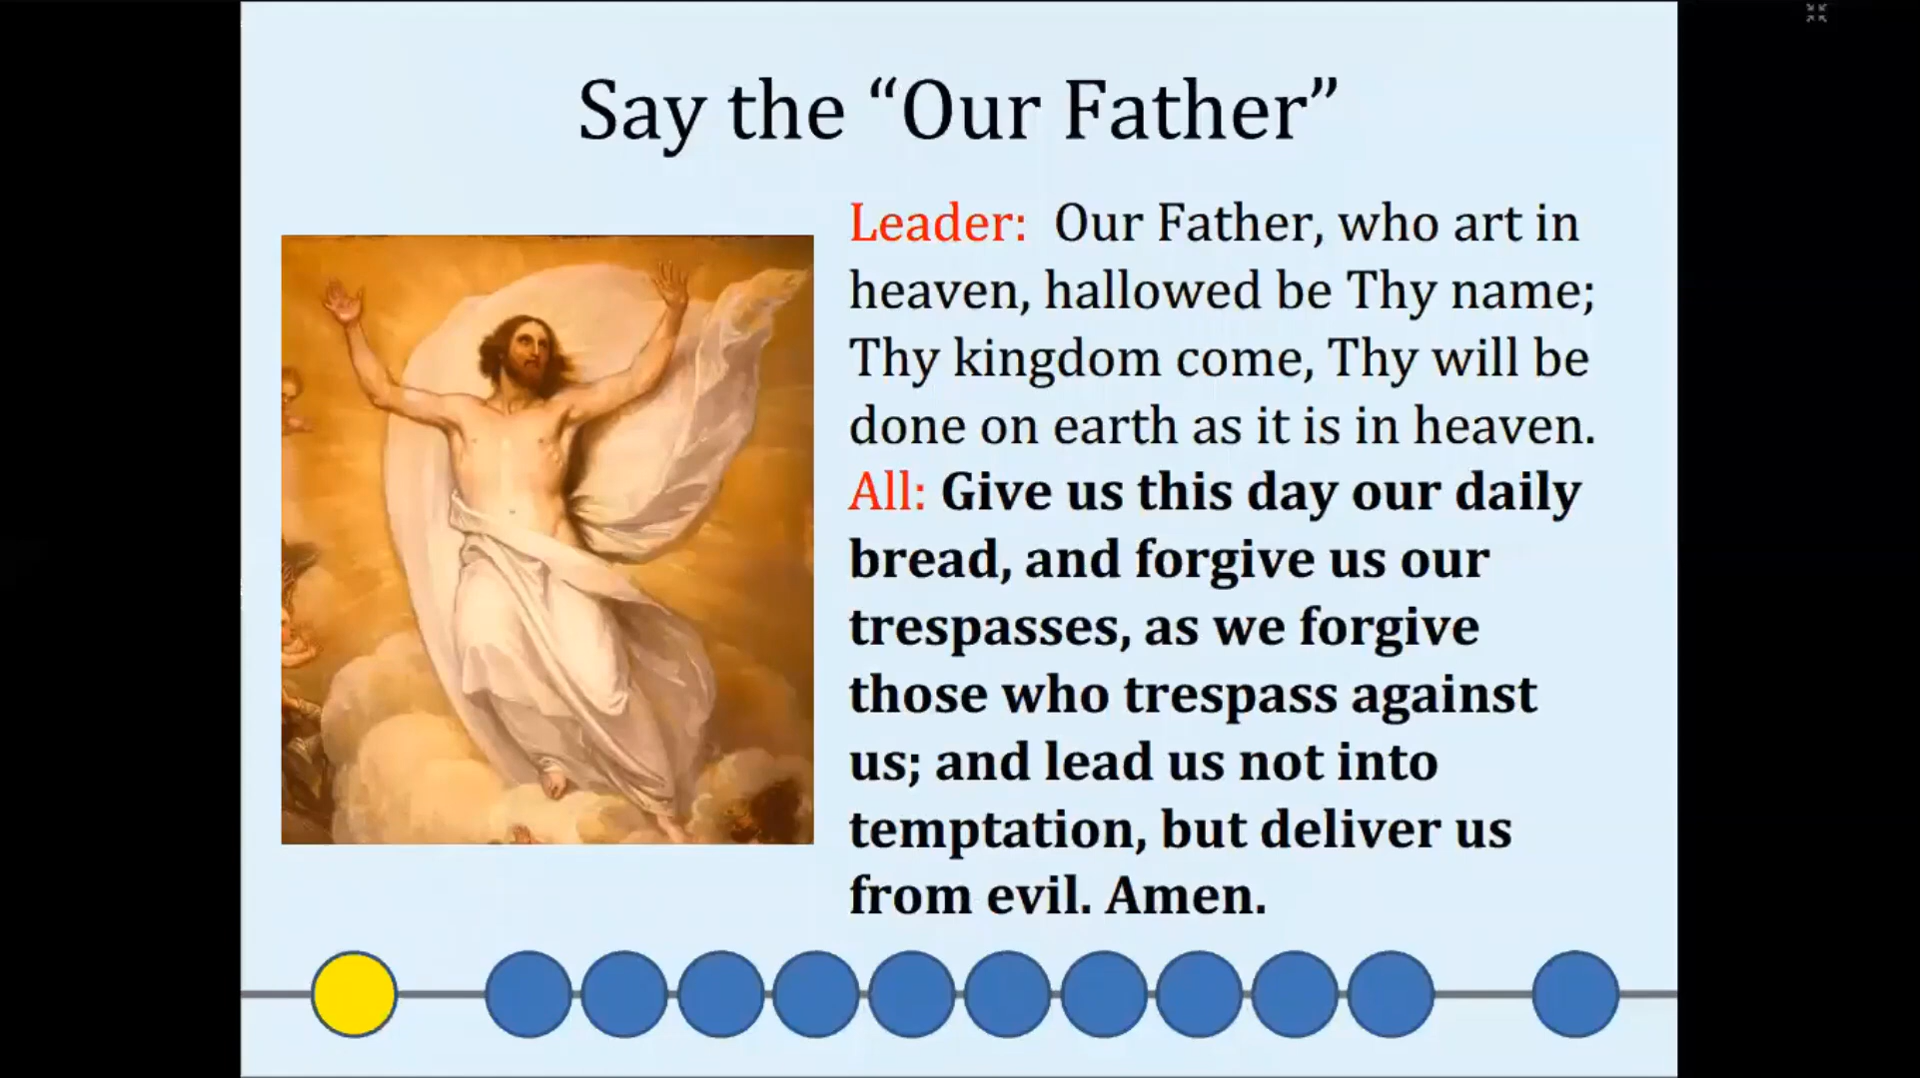 Say the “Our Father”
Leader: Our Father, who art in
heaven, hallowed be Thy name;
Thy kingdom come, Thy will be
done on earth as it is in heaven.
All: Give us this day our daily
bread, and forgive us our
trespasses, as we forgive
those who trespass against
us; and lead us not into
temptation, but deliver us
from evil. Amen.